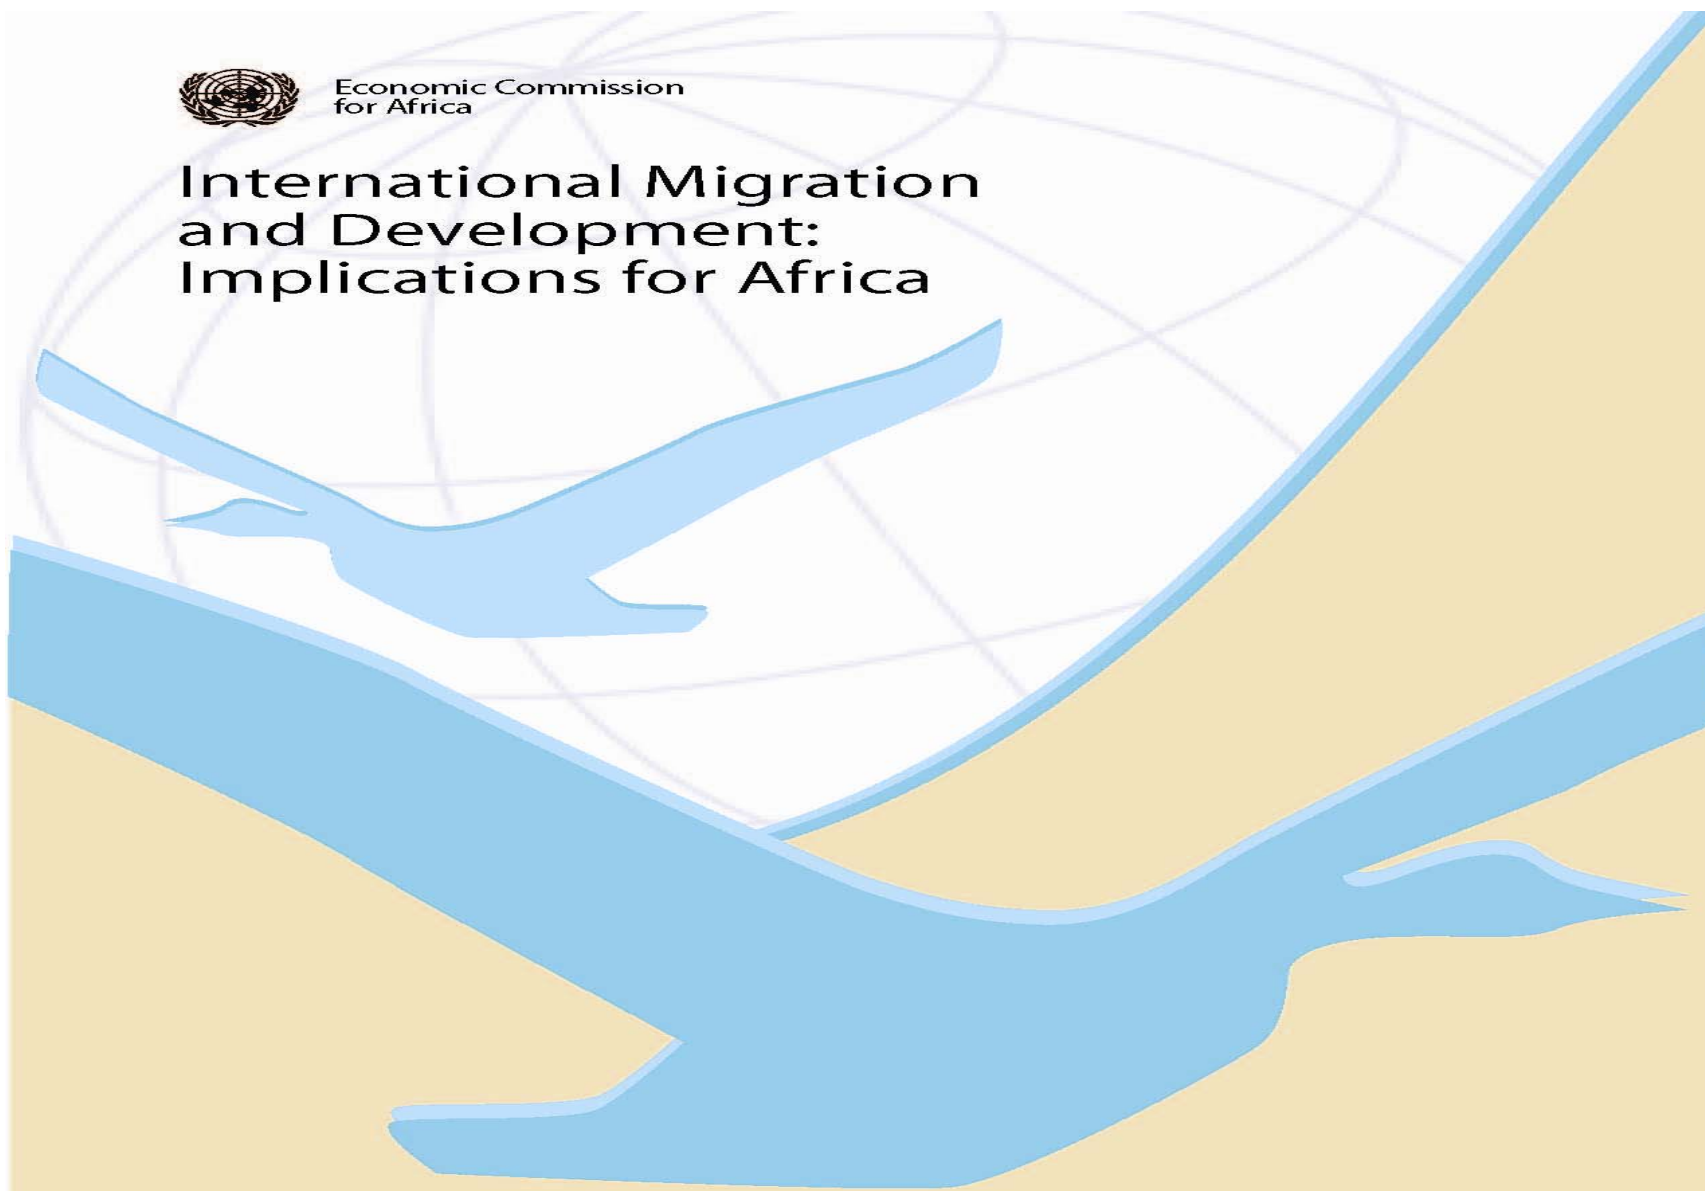 Economic Commission
for Africa
International Migration
and Development:
Implications for Africa